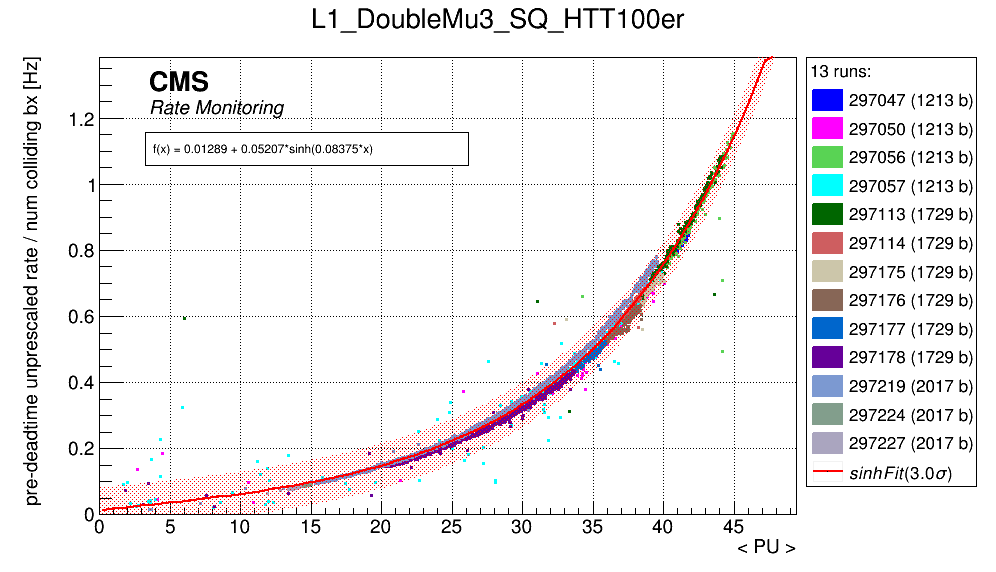 L1_DoubleMu3_SQ_HTT100er
pre-deadtime unprescaled rate / num colliding bx [Hz]
CMS
Rate Monitoring
f(x) = 0.01289 + 0.05207*sinh(0.08375*x)
1.2
1
0.8
0.6
0.4
0.2
0
0 5 10 15 20 25 30 35 40 45
< PU >
13 runs:
297047 (1213 b)
297050 (1213 b)
297056 (1213 b)
297057 (1213 b)
297113 (1729 b)
297114 (1729 b)
297175 (1729 b)
297176 (1729 b)
297177 (1729 b)
297178 (1729 b)
297219 (2017 b)
297224 (2017 b)
297227 (2017 b)
sinhFit(3.0σ)